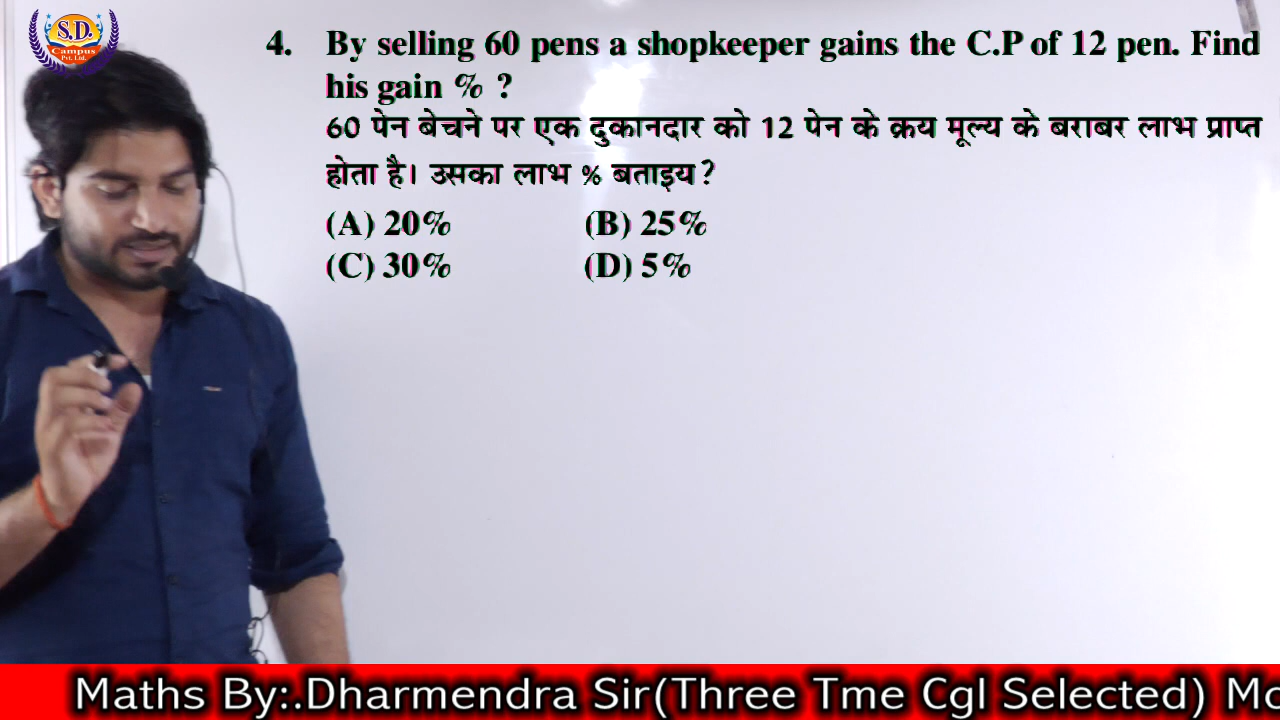 S.D.
Campus
Pvt. Ltd.
4. By selling 60 pens a shopkeeper gains the C.P of 12 pen. Find
his gain % ?
60 पेन बेचने पर एक दुकानदार को 12 पेन के क्रय मूल्य के बराबर लाभ प्राप्त
होता है। उसका लाभ % बताइय ?
(A) 20% (B) 25%
(C) 30% (D) 5%
Maths By:.Dharmendra Sir(Three Tme Cgl Selected) Mo